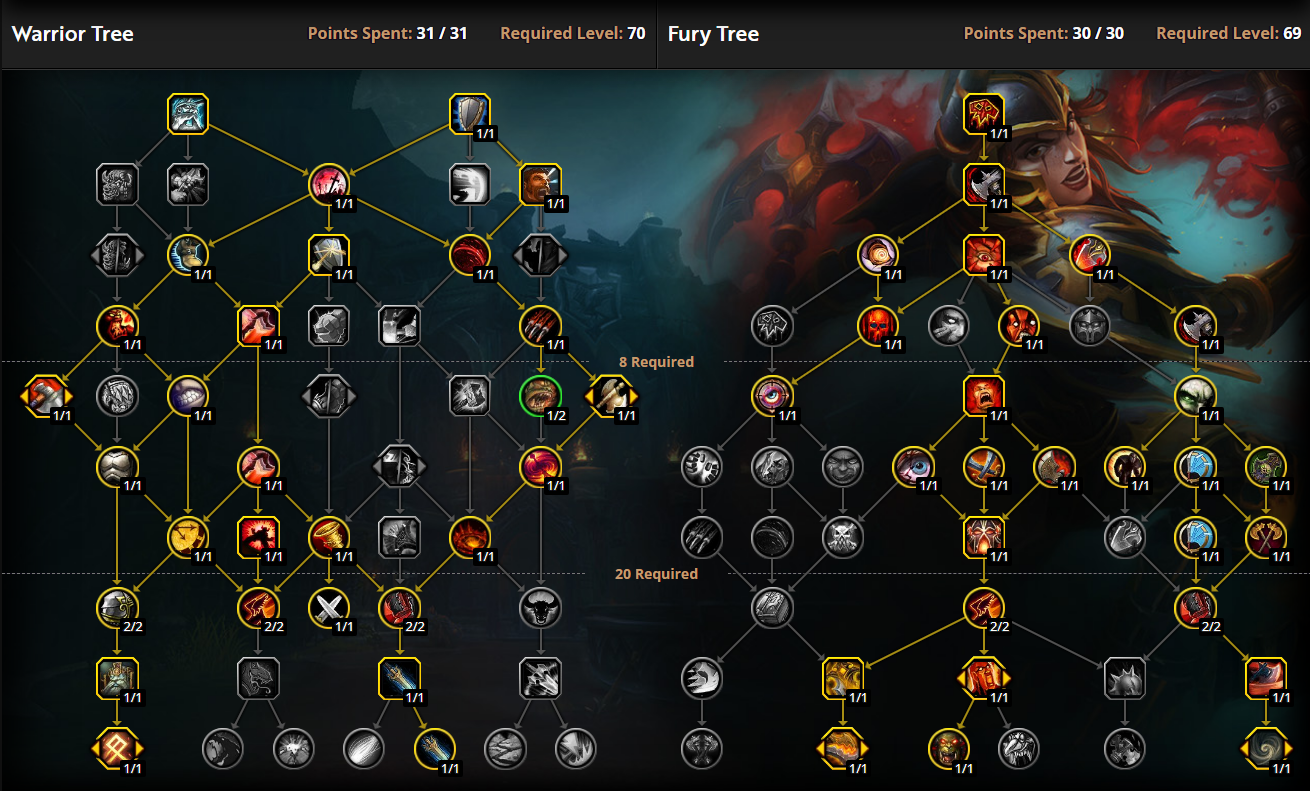 Warrior Tree Points Spent: 31 / 31 Required Level: 70 Fury Tree Points Spent: 30 / 30 Required Level: 69
1/1 1/1
1/1 1/1 1/1
1/1 1/1 1/1 1/1 1/1 1/1
1/1 1/1 1/1 1/1 1/1 1/1
8 Required
1/1 1/1 1/2 1/1 1/1 1/1 1/1
1/1 1/1 1/1 1/1 1/1 1/1 1/1 1/1 1/1
1/1 1/1 1/1 1/1 1/1 1/1 1/1
20 Required
2/2 2/2 1/1 2/2 2/2 2/2
1/1 1/1 1/1 1/1 1/1
1/1 1/1 1/1 1/1 1/1